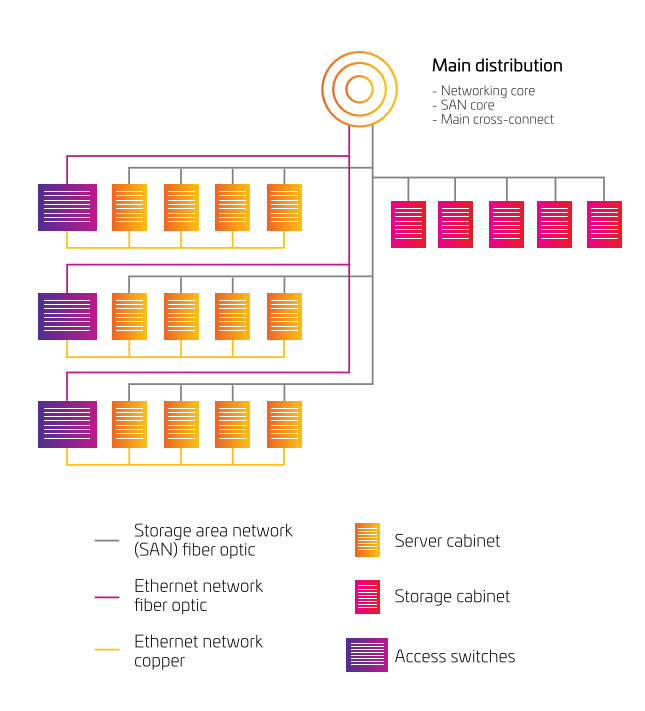 Main distribution
- Networking core
- SAN core
- Main cross-connect
Storage area network
(SAN) fiber optic
Server cabinet
Ethernet network
fiber optic
Storage cabinet
Ethernet network
copper
Access switches